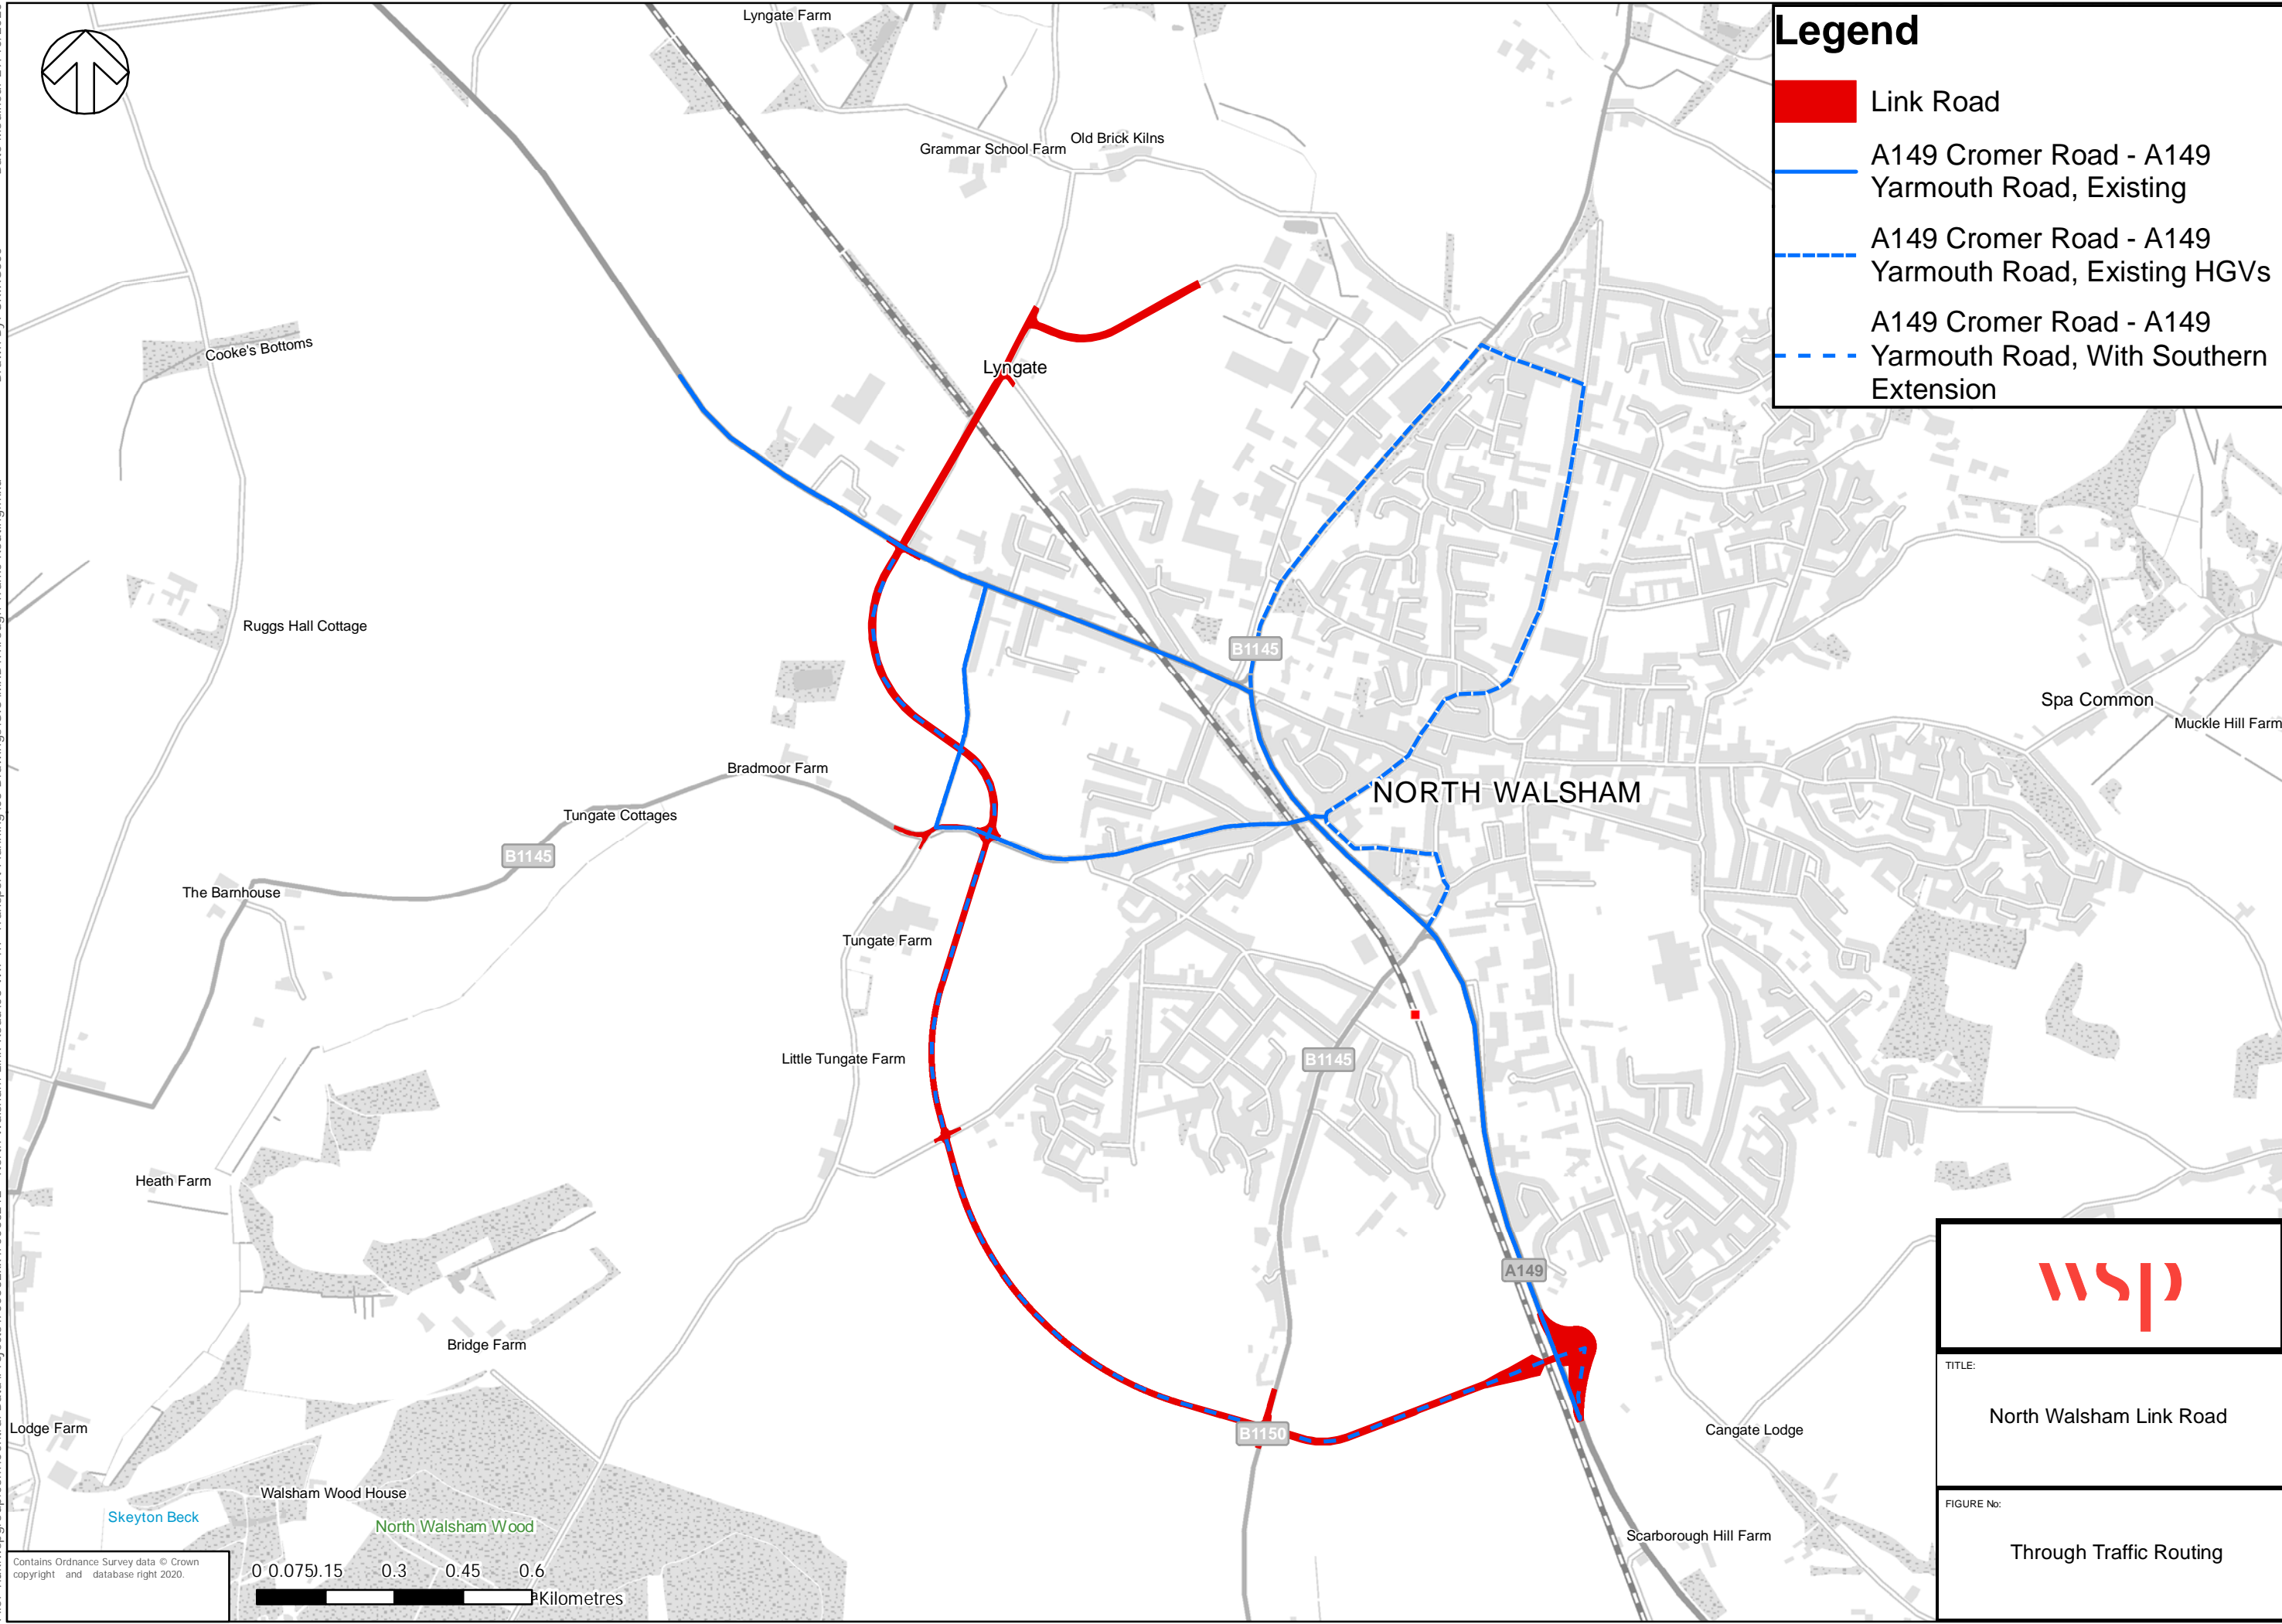 Legend
Link Road
A149 Cromer Road - A149
Yarmouth Road, Existing
A149 Cromer Road - A149
Yarmouth Road, Existing HGVs
A149 Cromer Road - A149
Yarmouth Road, With Southern
Extension
Lyngate Farm
Old Brick Kilns
Grammar School Farm
Cooke's Bottoms
Lyngate
Ruggs Hall Cottage
B1145
Spa Common
Muckle Hill Farm
Bradmoor Farm
NORTH WALSHAM
Tungate Cottages
B1145
The Barnhouse
Tungate Farm
Little Tungate Farm
B1145
Heath Farm
A149
Bridge Farm
Lodge Farm
B1150
Cangate Lodge
Walsham Wood House
Skeyton Beck
North Walsham Wood
Scarborough Hill Farm
wsp
TITLE:
North Walsham Link Road
FIGURE No:
Through Traffic Routing
Contains Ordnance Survey data © Crown
copyright and database right 2020.
0 0.075 0.15 0.3 0.45 0.6
Kilometres